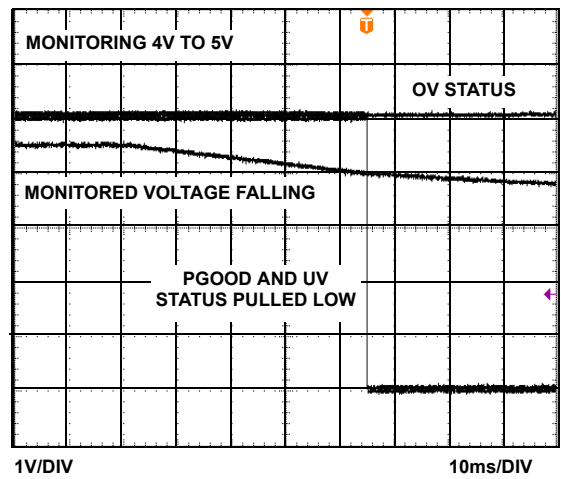 T
MONITORING 4V TO 5V
OV STATUS
MONITORED VOLTAGE FALLING
PGOOD AND UV
STATUS PULLED LOW
1V/DIV
10ms/DIV